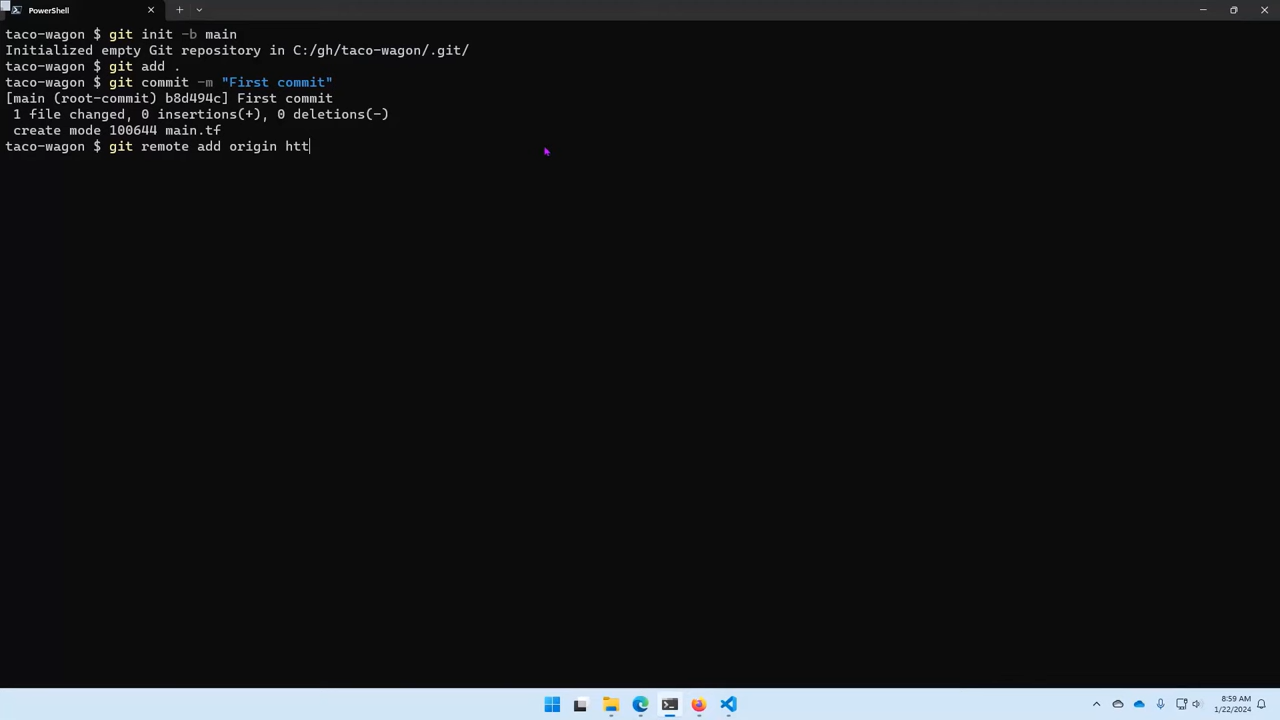 PowerShell
taco-wagon $ git init -b main
Initialized empty Git repository in C:/gh/taco-wagon/.git/
taco-wagon $ git add .
taco-wagon $ git commit -m "First commit"
[main (root-commit) b8d494c] First commit
 1 file changed, 0 insertions(+), 0 deletions(-)
 create mode 100644 main.tf
taco-wagon $ git remote add origin htt
8:59 AM
1/22/2024